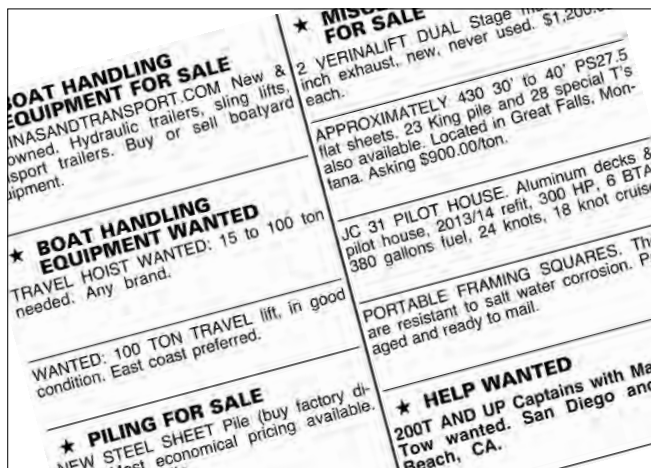 BOAT HANDLING
EQUIPMENT FOR SALE
INASANDTRANSPORT.COM New &
owned. Hydraulic trailers, sling lifts,
sport trailers. Buy or sell boatyard
uipment.
★ BOAT HANDLING
EQUIPMENT WANTED
TRAVEL HOIST WANTED: 15 to 100 ton
needed. Any brand.
WANTED: 100 TON TRAVEL lift, in good
condition. East coast preferred.
★ PILING FOR SALE
NEW STEEL SHEET Pile (buy factory di-
Most economical pricing available.
★ MISC
FOR SALE
2 VERINALIFT DUAL Stage
inch exhaust, new, never used. $1,200.
each.
APPROXIMATELY 430 30' to 40' PS27.5
flat sheets. 23 King pile and 28 special T's
also available. Located in Great Falls, Mon-
tana. Asking $900.00/ton.
JC 31 PILOT HOUSE. Aluminum decks &
pilot house, 2013/14 refit, 300 HP, 6 BTA
380 gallons fuel, 24 knots, 18 knot cruise
PORTABLE FRAMING SQUARES. Thi
are resistant to salt water corrosion. P
aged and ready to mail.
★ HELP WANTED
200T AND UP Captains with Ma
Tow wanted. San Diego and
Beach, CA.